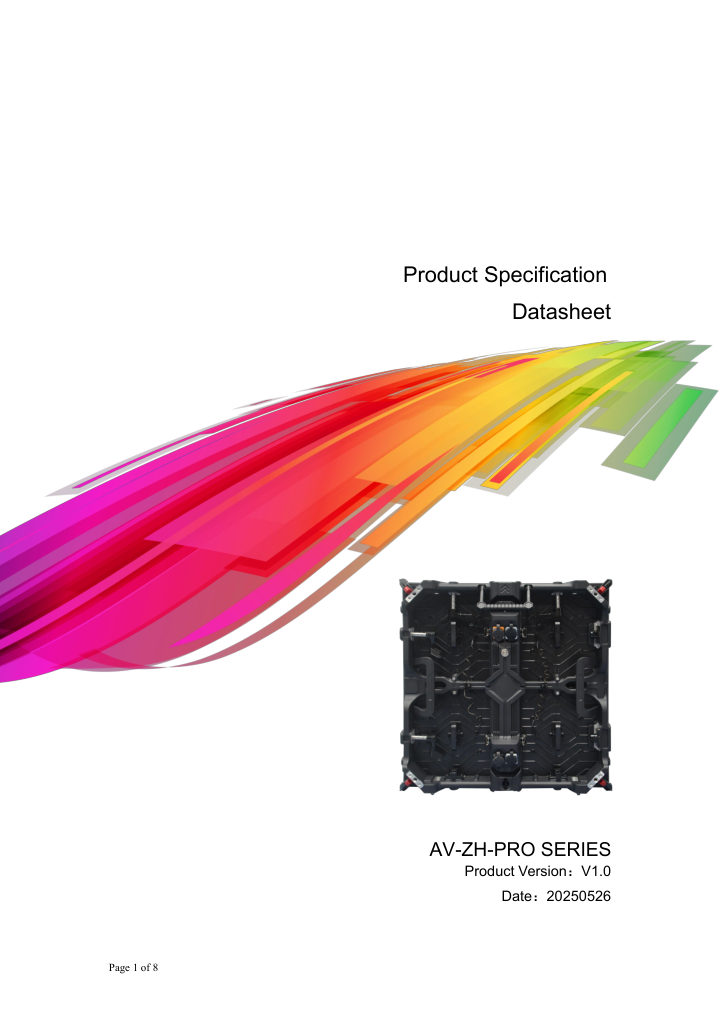 Product Specification
Datasheet
AV-ZH-PRO SERIES
Product Version：V1.0
Date：20250526
Page 1 of 8